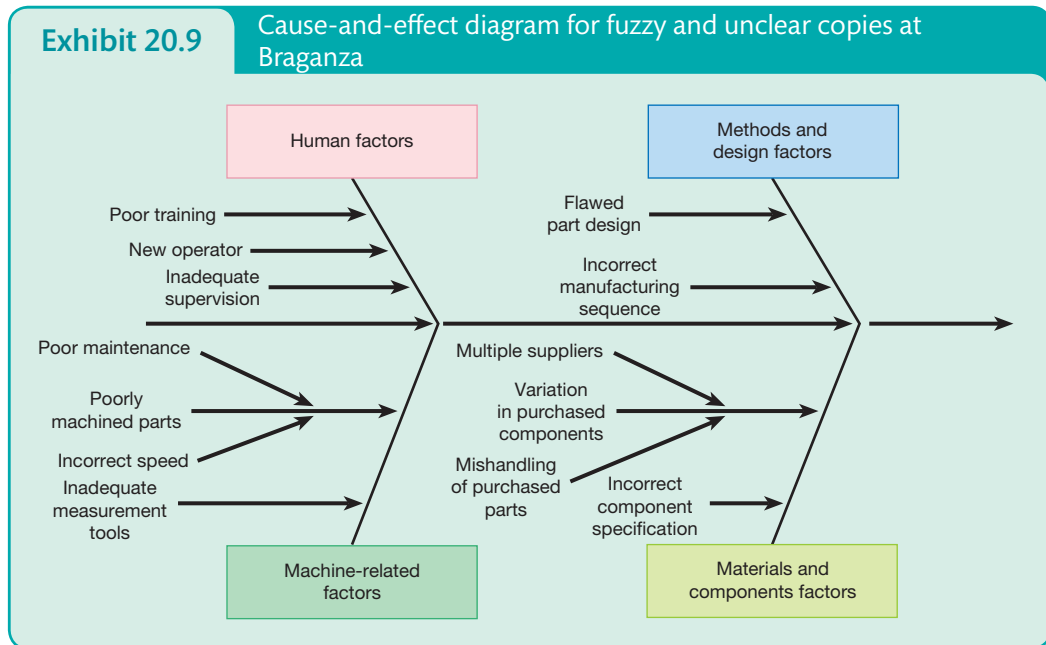 Exhibit 20.9
Cause-and-effect diagram for fuzzy and unclear copies at
Braganza
Human factors
Methods and
design factors
Poor training
New operator
Inadequate
supervision
Flawed
part design
Incorrect
manufacturing
sequence
Poor maintenance
Poorly
machined parts
Incorrect speed
Inadequate
measurement
tools
Multiple suppliers
Variation
in purchased
components
Mishandling
of purchased
parts
Incorrect
component
specification
Machine-related
factors
Materials and
components factors